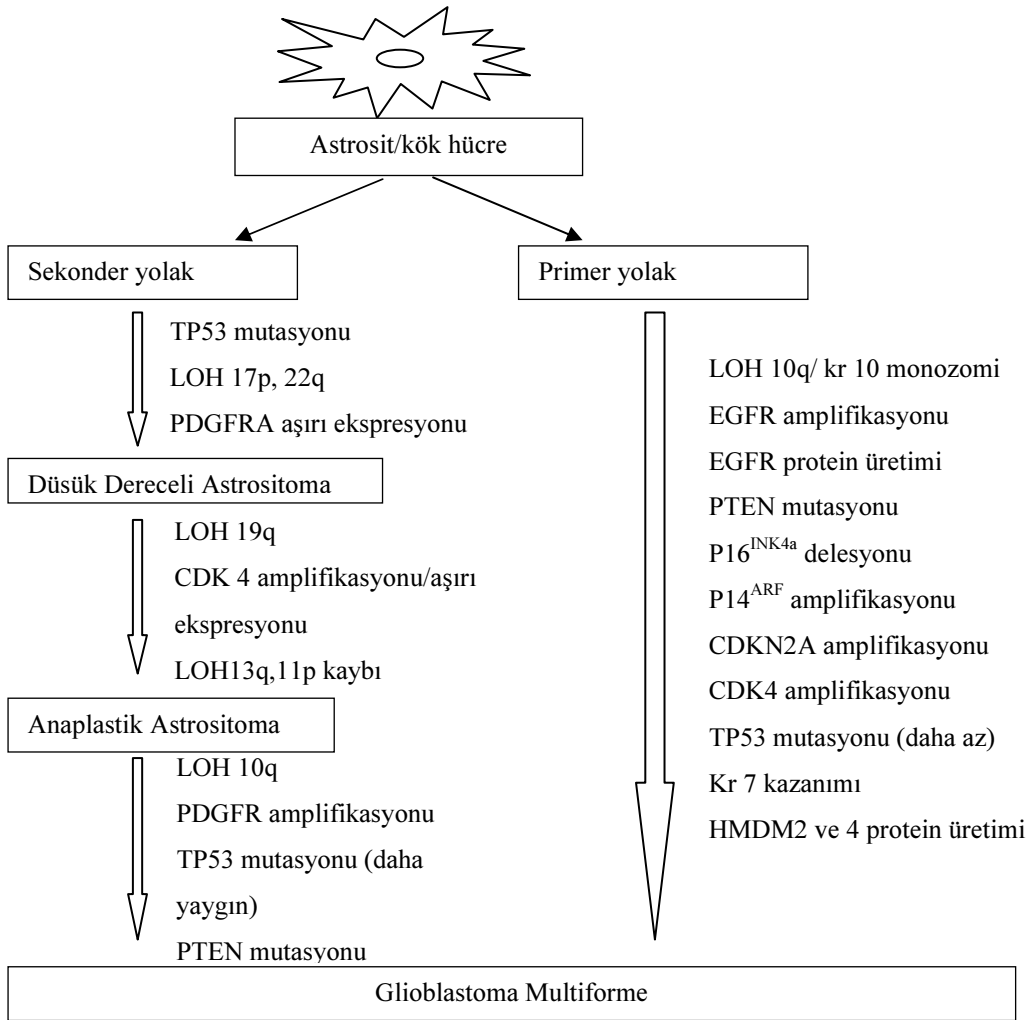 Astrosit/kök hücre
Sekonder yolak
TP53 mutasyonu
LOH 17p, 22q
PDGFRA aşırı ekspresyonu
Düsük Dereceli Astrositoma
LOH 19q
CDK 4 amplifikasyonu/aşırı
ekspresyonu
LOH13q,11p kaybı
Anaplastik Astrositoma
LOH 10q
PDGFR amplifikasyonu
TP53 mutasyonu (daha
yaygın)
PTEN mutasyonu
Primer yolak
LOH 10q/ kr 10 monozomi
EGFR amplifikasyonu
EGFR protein üretimi
PTEN mutasyonu
P16INK4a delesyonu
P14ARF amplifikasyonu
CDKN2A amplifikasyonu
CDK4 amplifikasyonu
TP53 mutasyonu (daha az)
Kr 7 kazanımı
HMDM2 ve 4 protein üretimi
Glioblastoma Multiforme